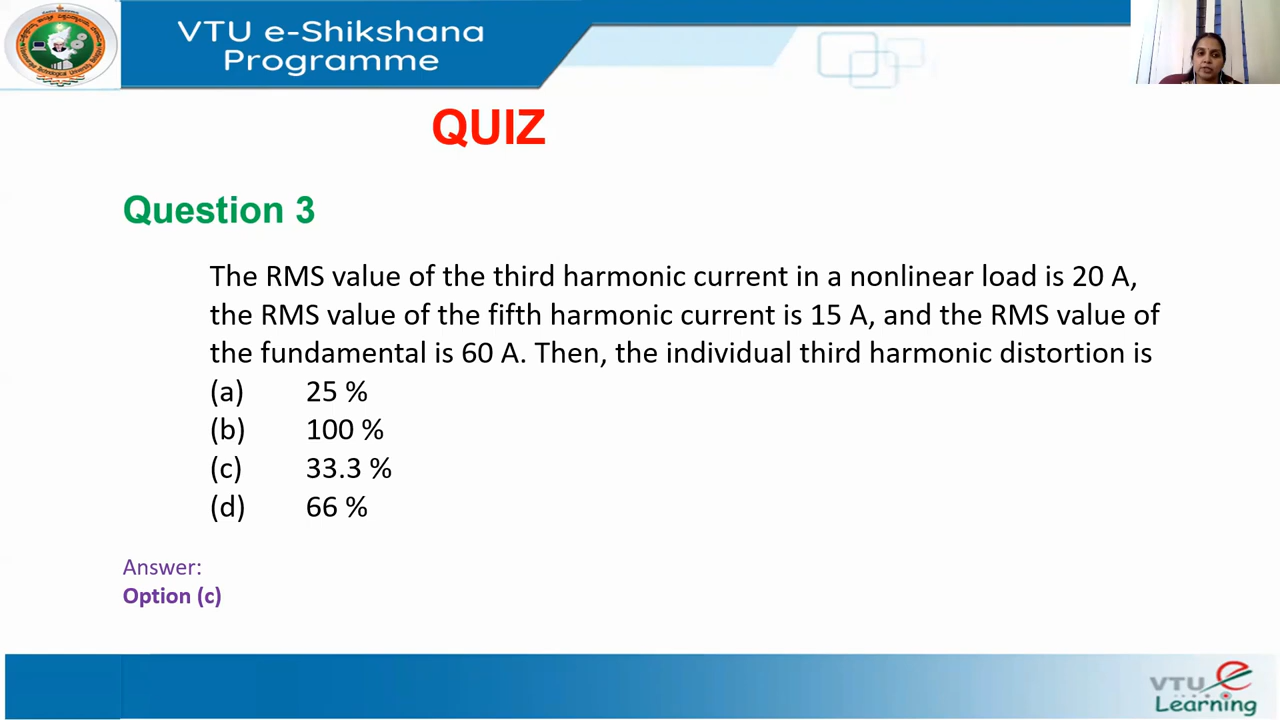 VTU e-Shikshana
Programme
QUIZ
Question 3
The RMS value of the third harmonic current in a nonlinear load is 20 A,
the RMS value of the fifth harmonic current is 15 A, and the RMS value of
the fundamental is 60 A. Then, the individual third harmonic distortion is
(a) 25 %
(b) 100 %
(c) 33.3 %
(d) 66 %
Answer:
Option (c)
VTU e
Learning